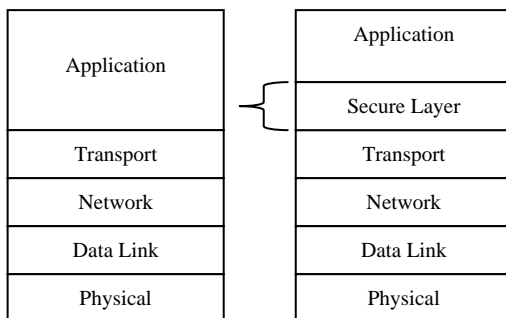 Application
Transport
Network
Data Link
Physical
Application
Secure Layer
Transport
Network
Data Link
Physical